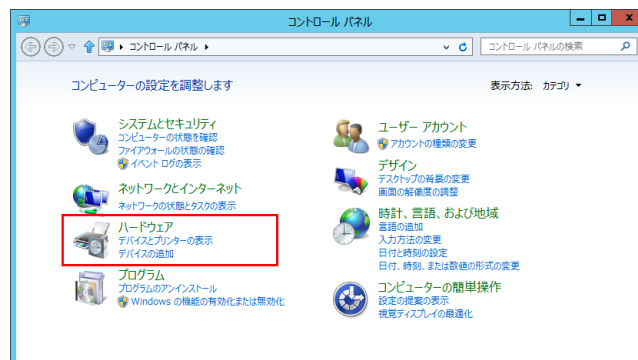 コントロール パネル
コントロール パネル
コントロール パネルの検索
コンピューターの設定を調整します
表示方法: カテゴリ
システムとセキュリティ
コンピューターの状態を確認
ファイアウォールの状態の確認
イベント ログの表示
ネットワークとインターネット
ネットワークの状態とタスクの表示
ハードウェア
デバイスとプリンターの表示
デバイスの追加
プログラム
プログラムのアンインストール
Windows の機能の有効化または無効化
ユーザー アカウント
アカウントの種類の変更
デザイン
デスクトップの背景の変更
画面の解像度の調整
時計、言語、および地域
言語の追加
入力方法の変更
日付と時刻の設定
日付、時刻、または数値の形式の変更
コンピューターの簡単操作
設定の提案の表示
視覚ディスプレイの最適化